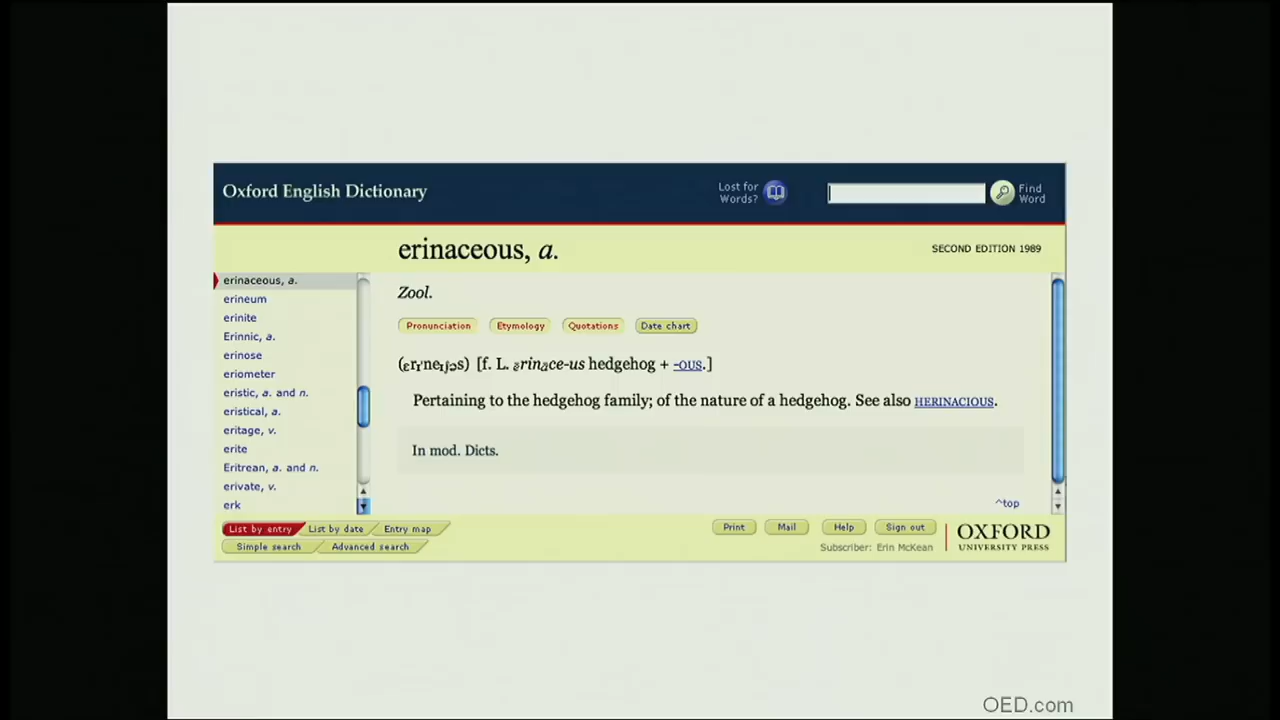 Oxford English Dictionary
Lost for
Words?
Find
Word
erinaceous, a.
SECOND EDITION 1989
erinaceous, a.
erineum
erinite
Erinnic, a.
erinose
eriometer
eristic, a. and n.
eristical, a.
eritage, v.
erite
Eritrean, a. and n.
erivate, v.
erk
Zool.
Pronunciation
Etymology
Quotations
Date chart
[f. L. ērināce-us hedgehog + -OUS.]
Pertaining to the hedgehog family; of the nature of a hedgehog. See also HERINACIOUS.
In mod. Dicts.
^top
List by entry
List by date
Entry map
Simple search
Advanced search
Print
Mail
Help
Sign out
Subscriber: Erin McKean
OXFORD
UNIVERSITY PRESS
OED.com